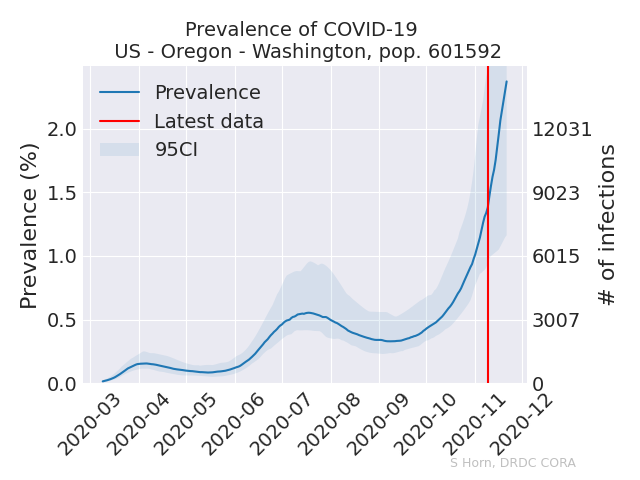 Prevalence of COVID-19
US - Oregon - Washington, pop. 601592
Prevalence
Latest data
95CI
Prevalence (%)
2.0
1.5
1.0
0.5
0.0
12031
9023
6015
3007
0
# of infections
2020-03
2020-04
2020-05
2020-06
2020-07
2020-08
2020-09
2020-10
2020-11
2020-12
S Horn, DRDC CORA